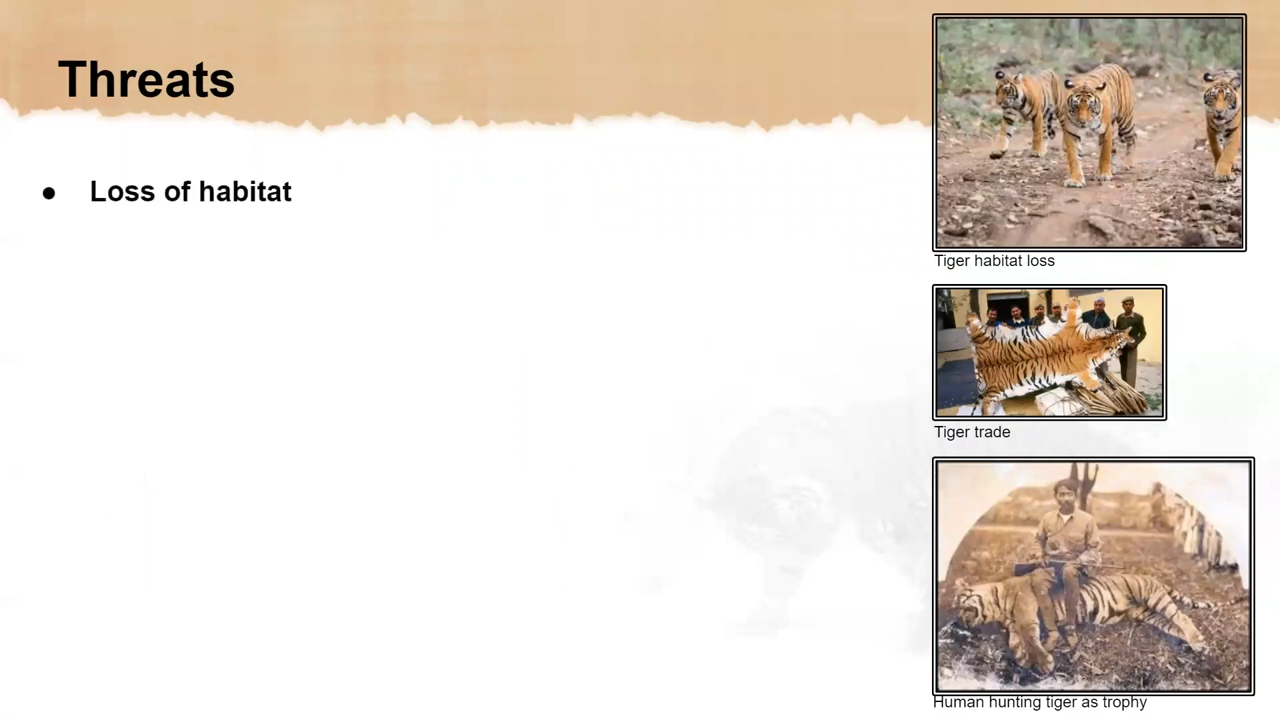 Threats
● Loss of habitat
Tiger habitat loss
Tiger trade
Human hunting tiger as trophy